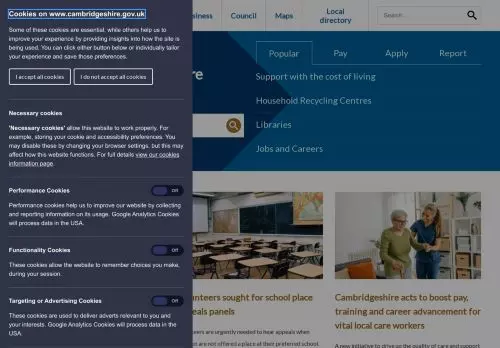 Cookies on www.cambridgeshire.gov.uk
Some of these cookies are essential, while others help us to
improve your experience by providing insights into how the site is
being used. You can click either button below or individually tailor
your experience and save those preferences.
I accept all cookies
I do not accept all cookies
Necessary cookies
'Necessary cookies' allow this website to work properly. For
example, storing your cookie and accessibility preferences. You
may disable these by changing your browser settings, but this may
affect how this website functions. For full details view our cookies
information page.
Performance Cookies
Off
Performance cookies help us to improve our website by collecting
and reporting information on its usage. Google Analytics Cookies
will process data in the USA.
Functionality Cookies
Off
These cookies allow the website to remember choices you make,
during your session.
Targeting or Advertising Cookies
Off
These cookies are used to deliver adverts relevant to you and
your interests. Google Analytics Cookies will process data in the
USA.
Council
Maps
Local
directory
Search...
Popular
Pay
Apply
Report
Support with the cost of living
Household Recycling Centres
Libraries
Jobs and Careers
sought for school place
panels
are urgently needed to hear appeals when
are not offered a place at their preferred school
Cambridgeshire acts to boost pay,
training and career advancement for
vital local care workers
A new initiative to drive up the quality of care and support